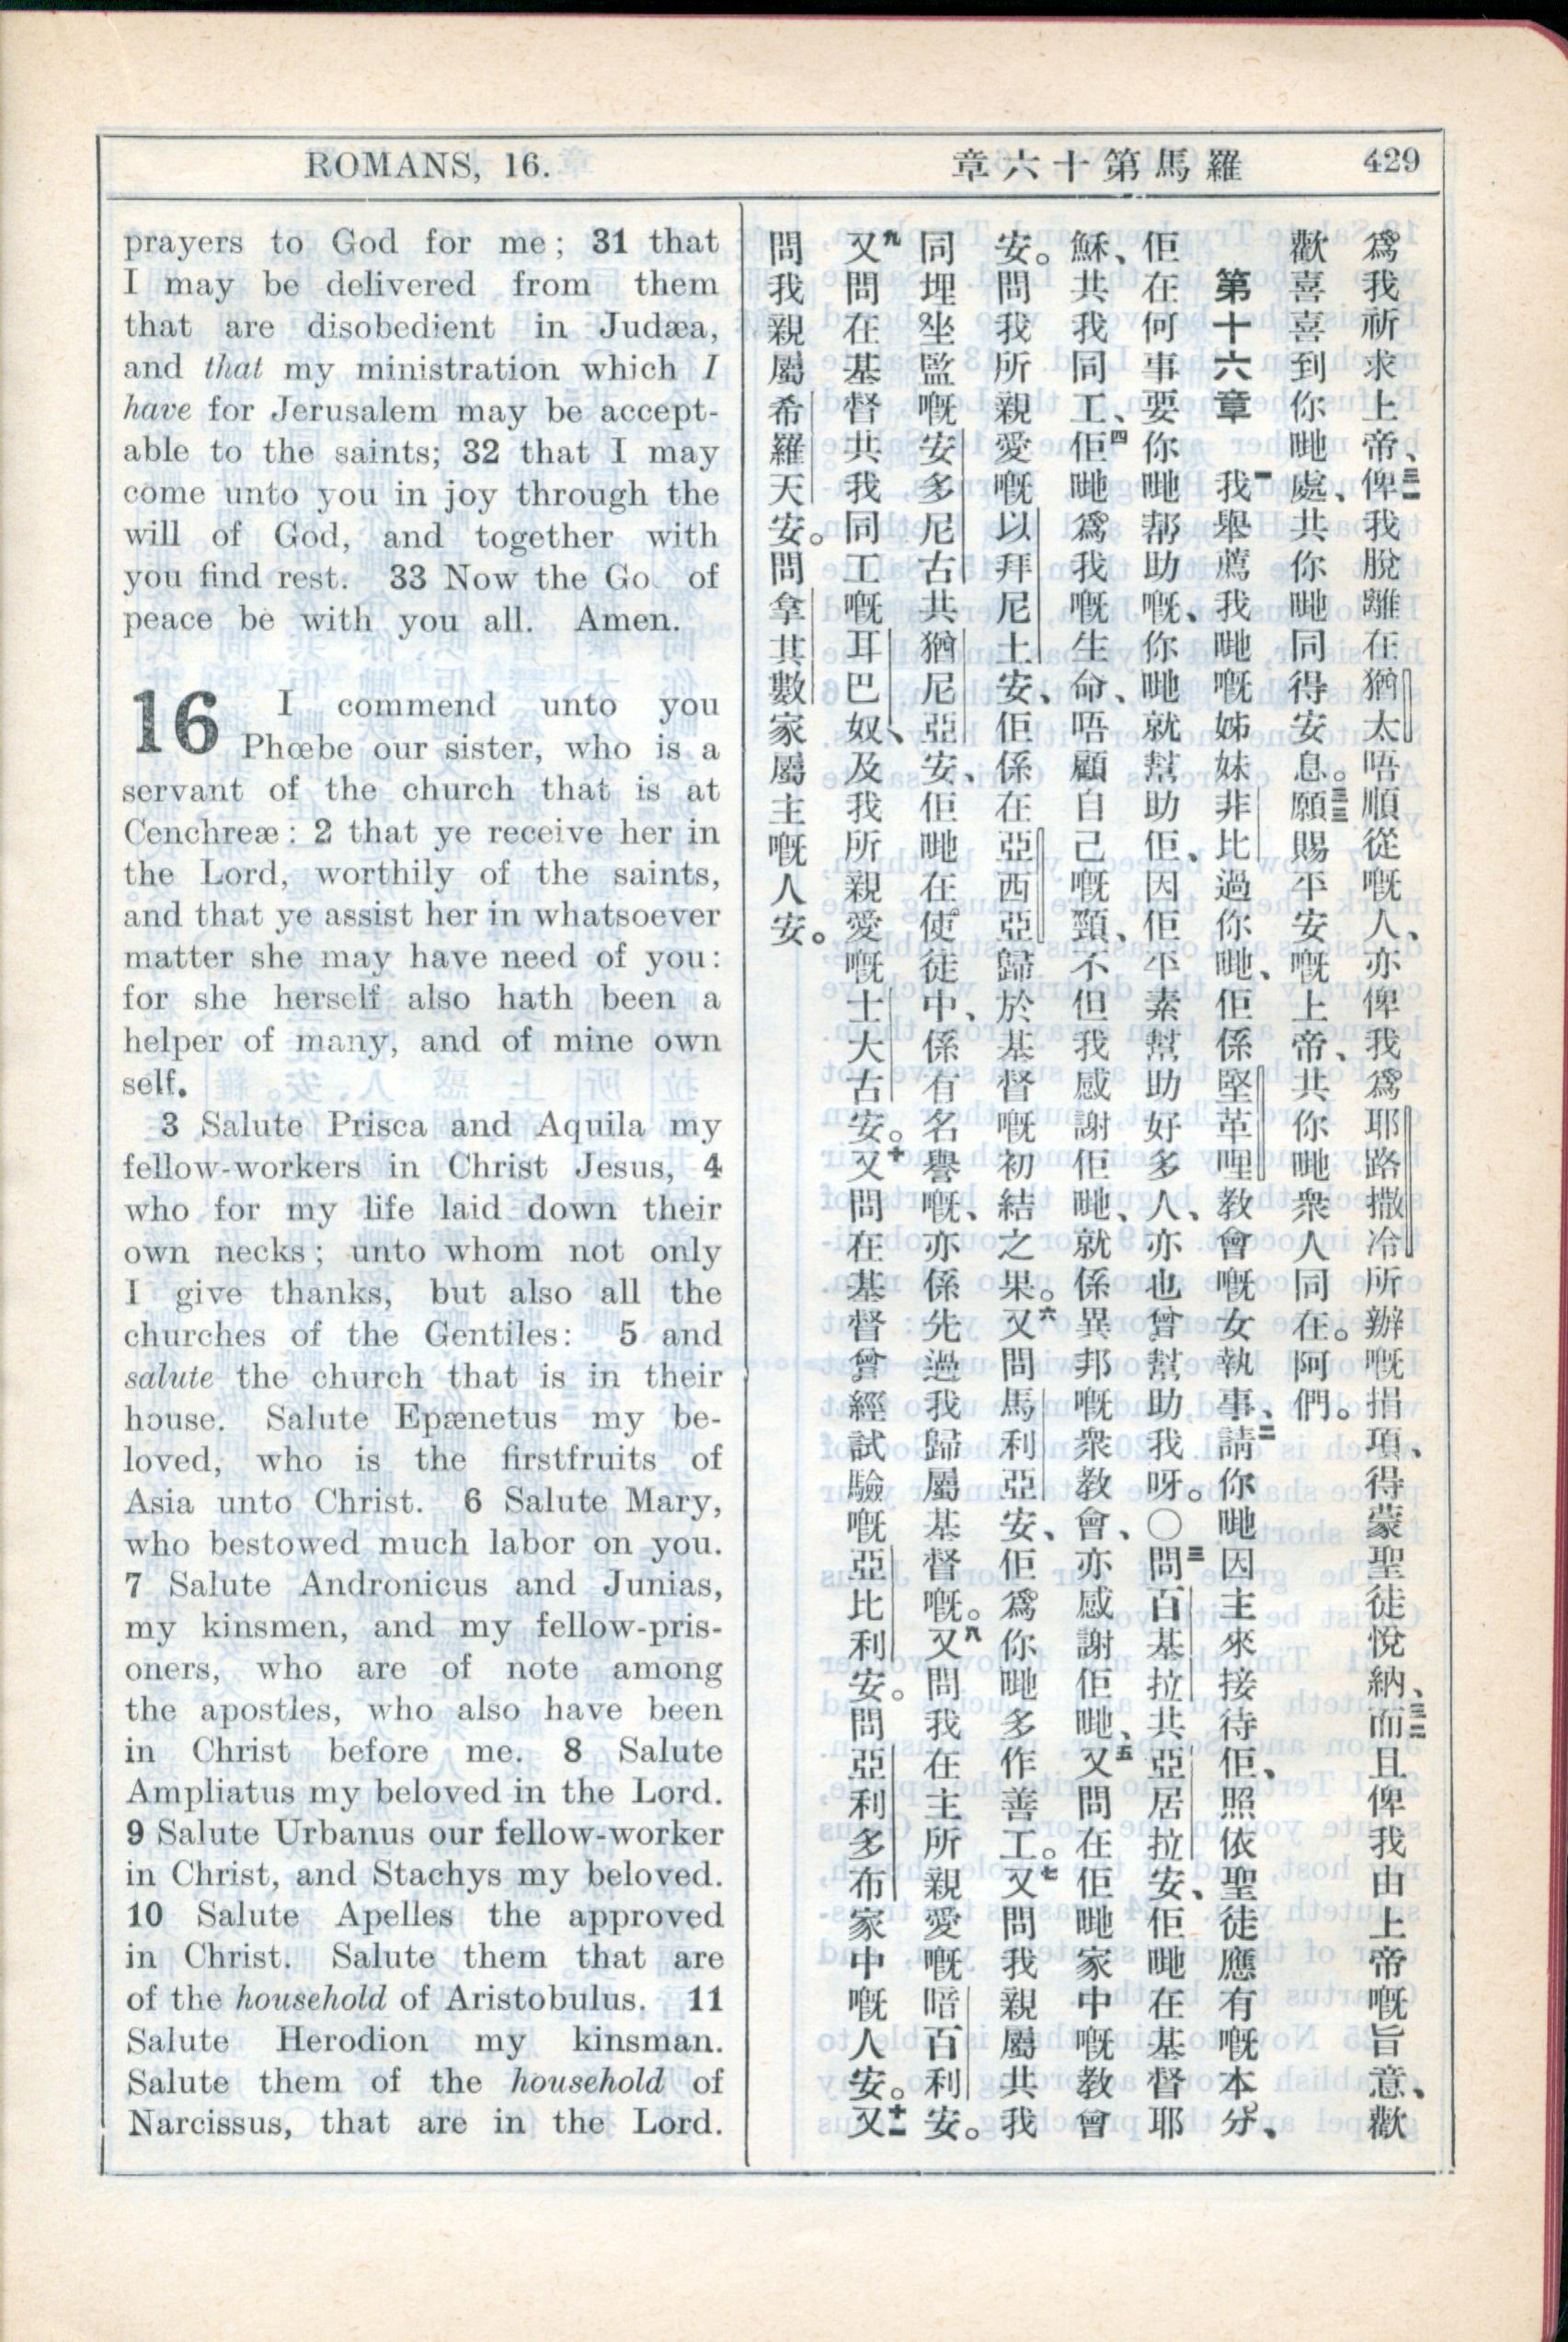 ROMANS, 16.
章六十第馬羅
429
prayers to God for me; 31 that
I may be delivered from them
that are disobedient in Judæa,
and that my ministration which I
have for Jerusalem may be accept-
able to the saints; 32 that I may
come unto you in joy through the
will of God, and together with
you find rest. 33 Now the Go of
peace be with you all. Amen.
16 I commend unto you
Phœbe our sister, who is a
servant of the church that is at
Cenchreæ: 2 that ye receive her in
the Lord, worthily of the saints,
and that ye assist her in whatsoever
matter she may have need of you:
for she herself also hath been a
helper of many, and of mine own
self.
3 Salute Prisca and Aquila my
fellow-workers in Christ Jesus, 4
who for my life laid down their
own necks; unto whom not only
I give thanks, but also all the
churches of the Gentiles: 5 and
salute the church that is in their
house. Salute Epænetus my be-
loved, who is the firstfruits of
Asia unto Christ. 6 Salute Mary,
who bestowed much labor on you.
7 Salute Andronicus and Junias,
my kinsmen, and my fellow-pris-
oners, who are of note among
the apostles, who also have been
in Christ before me. 8 Salute
Ampliatus my beloved in the Lord.
9 Salute Urbanus our fellow-worker
in Christ, and Stachys my beloved.
10 Salute Apelles the approved
in Christ. Salute them that are
of the household of Aristobulus. 11
Salute Herodion my kinsman.
Salute them of the household of
Narcissus, that are in the Lord.
爲我祈求上帝、三一俾我脫離在猶太唔順從嘅人、亦俾我爲耶路撒冷所辦嘅捐項、得蒙聖徒悅納、三二而且俾我由上帝嘅旨意、歡
歡喜喜到你哋處、共你哋同得安息。三三願賜平安嘅上帝、共你哋衆人同在。阿們。
第十六章 一我舉薦我哋嘅姊妹非比過你哋、佢係堅革哩教會嘅女執事、二請你哋因主來接待佢、照依聖徒應有嘅本分、
佢在何事要你哋帮助嘅、你哋就幫助佢、因佢平素幫助好多人、亦也曾幫助我呀。〇三問百基拉共亞居拉安、佢哋在基督耶
穌、共我同工、四佢哋爲我嘅生命、唔顧自己嘅頸、不但我感謝佢哋、就係異邦嘅衆教會、亦感謝佢哋、五又問在佢哋家中嘅教會
安。問我所親愛嘅以拜尼土安、佢係在亞西亞歸於基督嘅初結之果。六又問馬利亞安、佢爲你哋多作善工。七又問我親屬共我
同埋坐監嘅安多尼古共猶尼亞安、佢哋在使徒中、係有名譽嘅、亦係先過我歸屬基督嘅。八又問我在主所親愛嘅暗百利安。
九又問在基督共我同工嘅耳巴奴、及我所親愛嘅士大古安。十又問在基督曾經試驗嘅亞比利安。問亞利多布家中嘅人安。十一又
問我親屬希羅天安。問拿其數家屬主嘅人安。